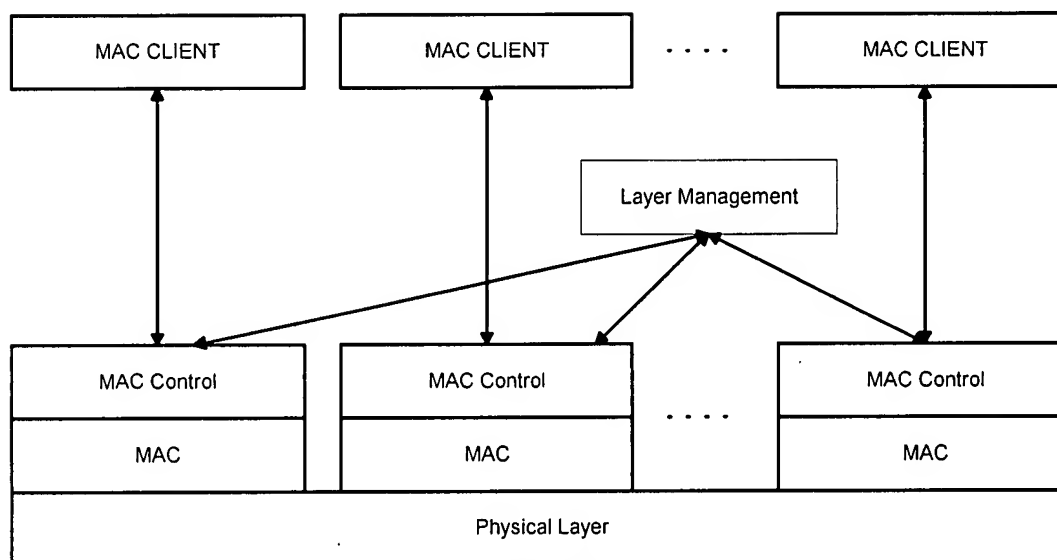 MAC CLIENT
MAC CLIENT
. . . .
MAC CLIENT
Layer Management
MAC Control
MAC Control
MAC Control
. . . .
MAC
MAC
MAC
Physical Layer